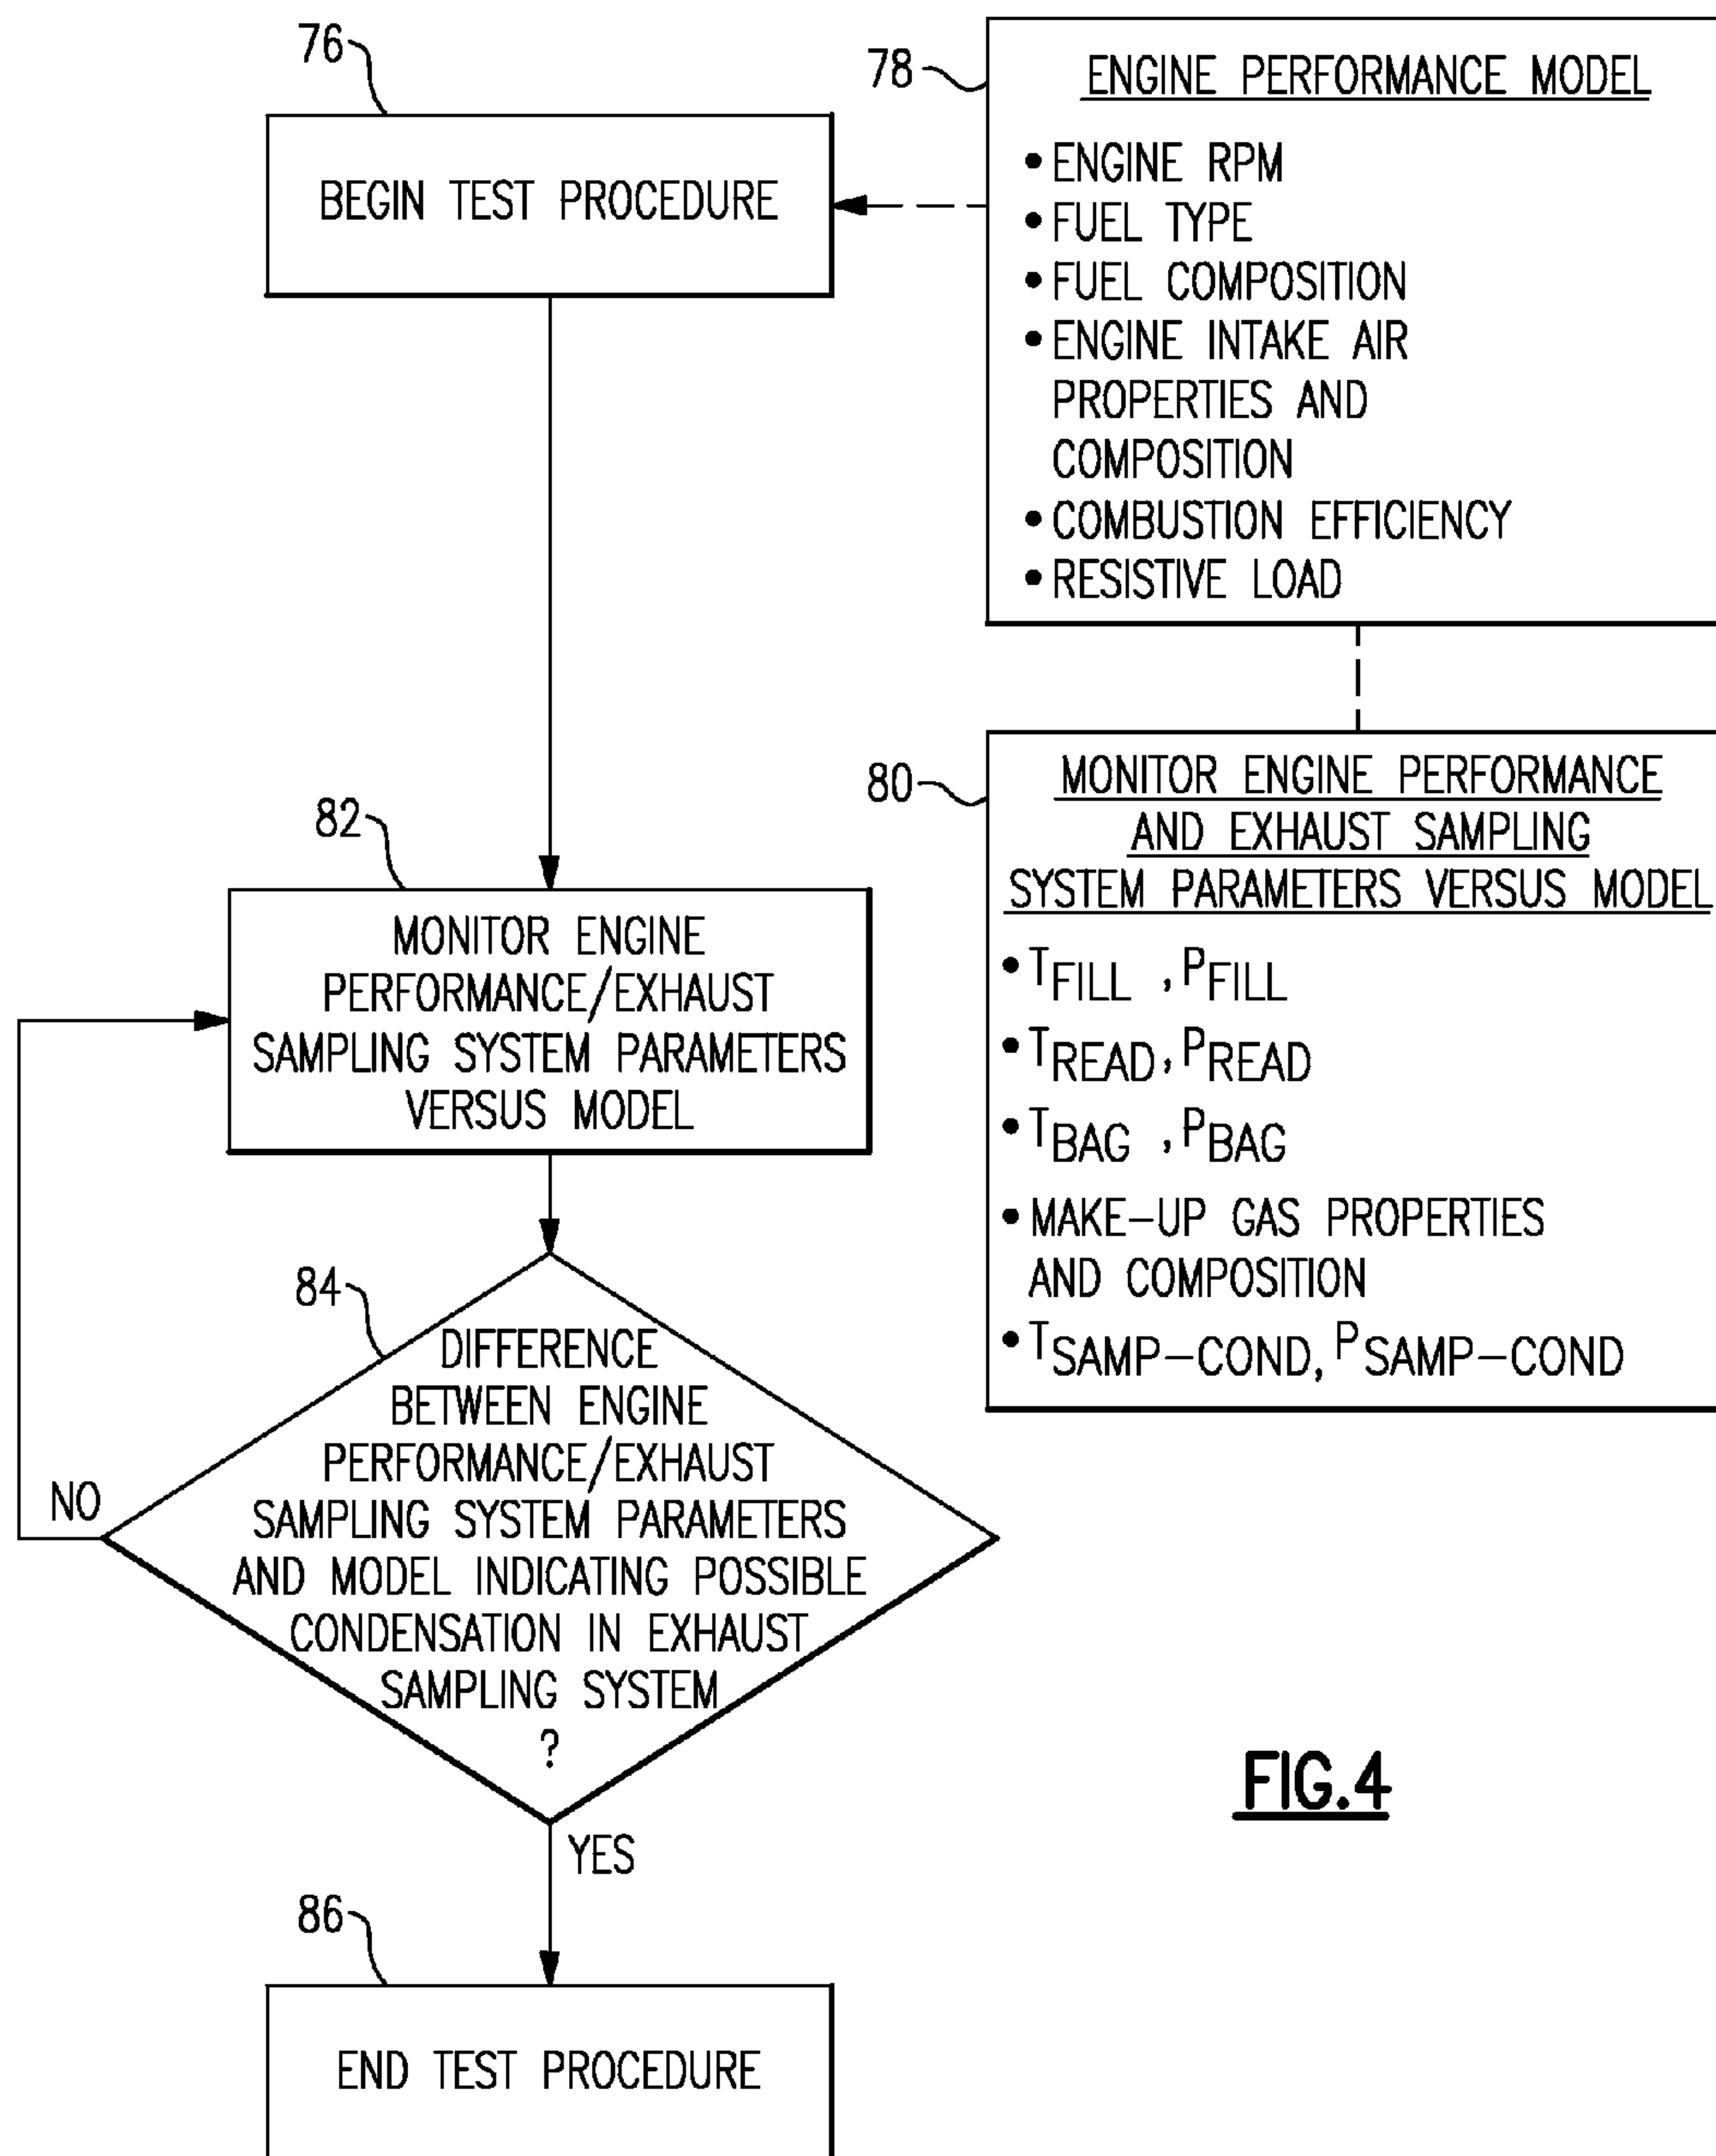 76
BEGIN TEST PROCEDURE
78
ENGINE PERFORMANCE MODEL
•ENGINE RPM
•FUEL TYPE
•FUEL COMPOSITION
•ENGINE INTAKE AIR
PROPERTIES AND
COMPOSITION
•COMBUSTION EFFICIENCY
•RESISTIVE LOAD
80
MONITOR ENGINE PERFORMANCE
AND EXHAUST SAMPLING
SYSTEM PARAMETERS VERSUS MODEL
•TFILL ,PFILL
•TREAD,PREAD
•TBAG ,PBAG
•MAKE-UP GAS PROPERTIES
AND COMPOSITION
•TSAMP-COND,PSAMP-COND
82
MONITOR ENGINE
PERFORMANCE/EXHAUST
SAMPLING SYSTEM PARAMETERS
VERSUS MODEL
84
DIFFERENCE
BETWEEN ENGINE
PERFORMANCE/EXHAUST
SAMPLING SYSTEM PARAMETERS
AND MODEL INDICATING POSSIBLE
CONDENSATION IN EXHAUST
SAMPLING SYSTEM
?
NO
YES
86
END TEST PROCEDURE
FIG.4